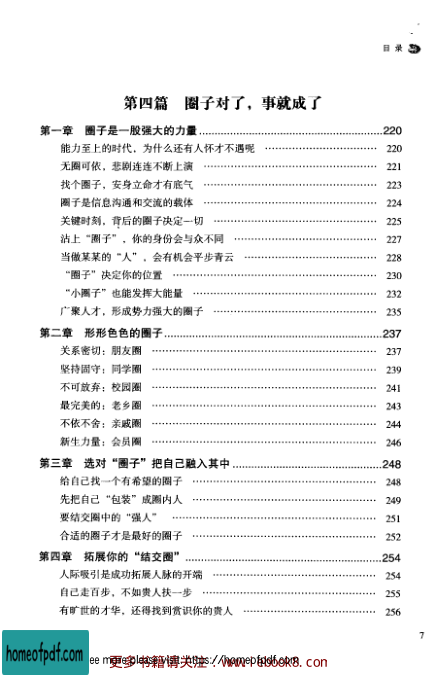 目 录
第四篇 圈子对了，事就成了
第一章 圈子是一股强大的力量 220
能力至上的时代，为什么还有人怀才不遇呢 220
无圈可依，悲剧连连不断上演 221
找个圈子，安身立命才有底气 223
圈子是信息沟通和交流的载体 224
关键时刻，背后的圈子决定一切 225
沾上“圈子”，你的身份会与众不同 227
当做某某的“人”，会有机会平步青云 228
“圈子”决定你的位置 230
“小圈子”也能发挥大能量 232
广聚人才，形成势力强大的圈子 235
第二章 形形色色的圈子 237
关系密切：朋友圈 237
坚持固守：同学圈 239
不可放弃：校园圈 241
最完美的：老乡圈 243
不依不舍：亲戚圈 244
新生力量：会员圈 246
第三章 选对“圈子”把自己融入其中 248
给自己找一个有希望的圈子 248
先把自己“包装”成圈内人 249
要结交圈中的“强人” 251
合适的圈子才是最好的圈子 252
第四章 拓展你的“结交圈” 254
人际吸引是成功拓展人脉的开端 254
自己走百步，不如贵人扶一步 255
有旷世的才华，还得找到赏识你的贵人 256
7
homeofpdf.com
更多书籍请关注：www.rabook8.com